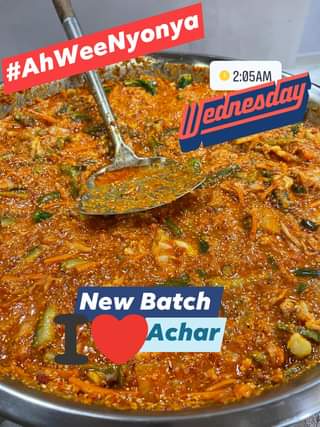 #AhWeeNyonya
2:05AM
Wednesday
New Batch
I ❤ Achar